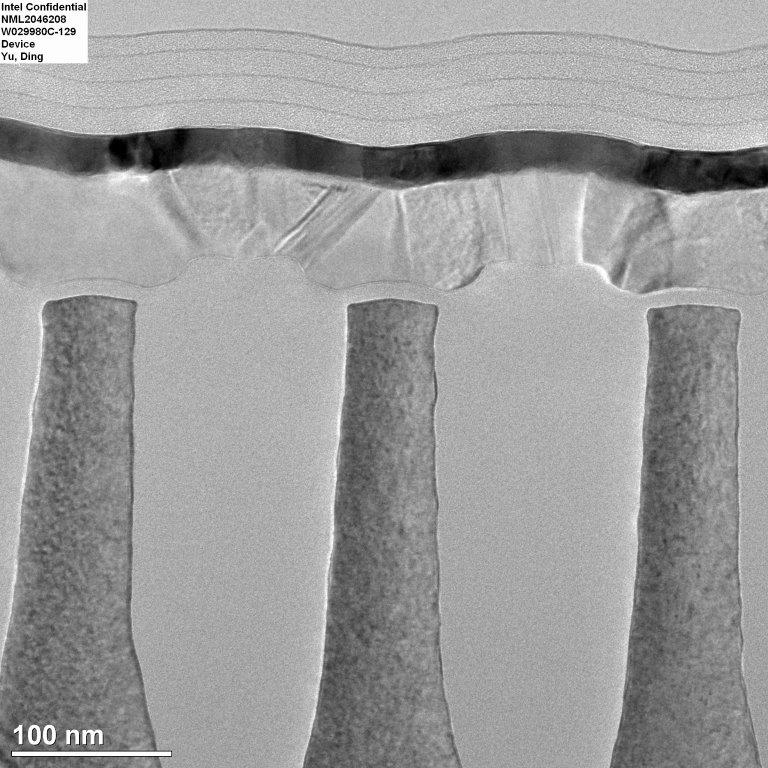 Intel Confidential
NML2046208
W029980C-129
Device
Yu, Ding
100 nm